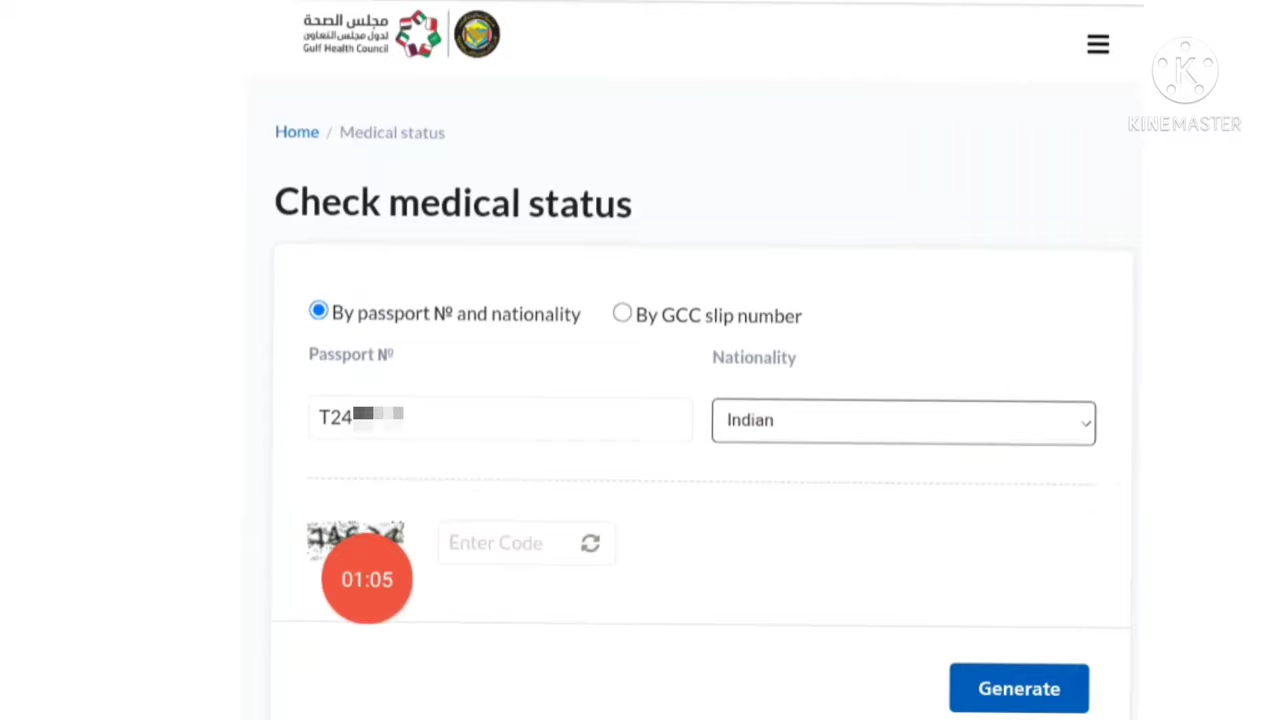 مجلس الصحة
لدول مجلس التعاون
Gulf Health Council
KINEMASTER
Home / Medical status
Check medical status
By passport № and nationality
By GCC slip number
Passport №
Nationality
T24
Indian
Enter Code
01:05
Generate